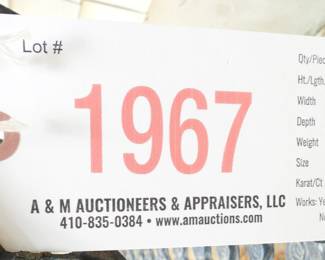 Lot #
1967
A & M AUCTIONEERS & APPRAISERS, LLC
410-835-0384 • www.amauctions.com
Qty/Piec
Ht./Lgth.
Width
Depth
Weight
Size
Karat/Ct
Works: Ye
No